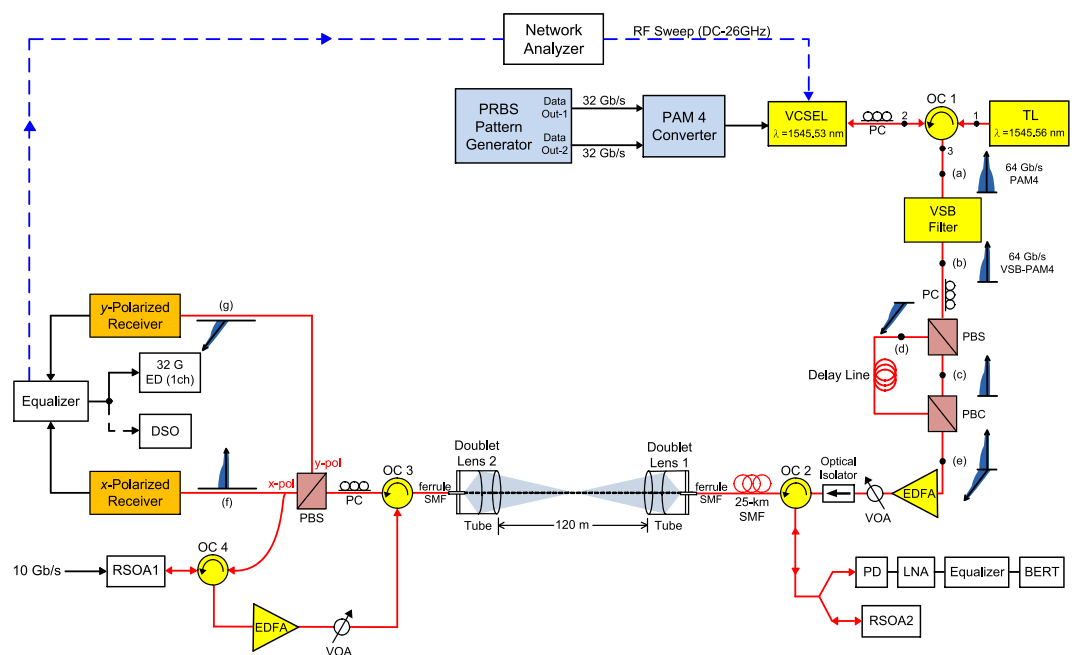 Network
Analyzer
RF Sweep (DC-26GHz)
PRBS
Pattern
Generator
Data
Out-1
Data
Out-2
32 Gb/s
32 Gb/s
PAM 4
Converter
VCSEL
λ =1545.53 nm
PC
2
OC 1
1
3
TL
λ =1545.56 nm
(a)
64 Gb/s
PAM4
VSB
Filter
(b)
64 Gb/s
VSB-PAM4
PC
PBS
(d)
(c)
Delay Line
PBC
(e)
y-Polarized
Receiver
(g)
32 G
ED (1ch)
Equalizer
DSO
x-Polarized
Receiver
(f)
x-pol
y-pol
PBS
PC
OC 3
ferrule
SMF
Doublet
Lens 2
Tube
120 m
Doublet
Lens 1
Tube
ferrule
SMF
25-km
SMF
OC 2
Optical
Isolator
VOA
EDFA
10 Gb/s
RSOA1
OC 4
EDFA
VOA
PD
LNA
Equalizer
BERT
RSOA2